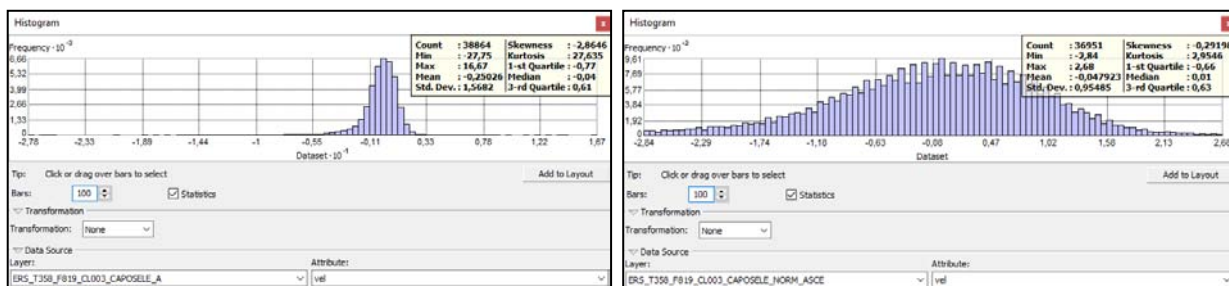 Histogram
Frequency · 10⁻³
Count : 38864 Skewness : -2,8646
Min : -27,75 Kurtosis : 27,635
Max : 16,67 1-st Quartile : -0,77
Mean : -0,25026 Median : -0,04
Std. Dev. : 1,5682 3-rd Quartile : 0,61
6,66
5,32
3,99
2,66
1,33
0
-2,78 -2,33 -1,89 -1,44 -1 -0,55 -0,11 0,33 0,78 1,22 1,67
Dataset · 10⁻¹
Tip: Click or drag over bars to select
Add to Layout
Bars: 100 Statistics
Transformation
Transformation: None
Data Source
Layer: Attribute:
ERS_T358_F819_CL003_CAPOSELE_A vel
Histogram
Frequency · 10⁻²
Count : 36951 Skewness : -0,29198
Min : -2,84 Kurtosis : 2,9546
Max : 2,68 1-st Quartile : -0,66
Mean : -0,047923 Median : 0,01
Std. Dev. : 0,95485 3-rd Quartile : 0,63
9,61
7,69
5,77
3,84
1,92
0
-2,84 -2,29 -1,74 -1,19 -0,63 -0,08 0,47 1,02 1,58 2,13 2,68
Dataset
Tip: Click or drag over bars to select
Add to Layout
Bars: 100 Statistics
Transformation
Transformation: None
Data Source
Layer: Attribute:
ERS_T358_F819_CL003_CAPOSELE_NORM_ASCE vel